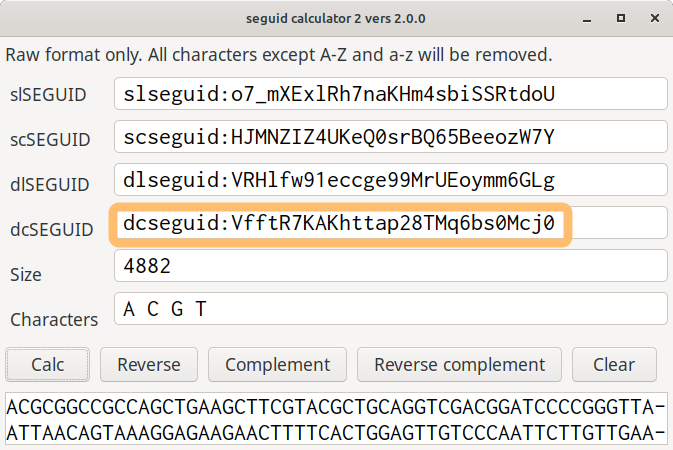 seguid calculator 2 vers 2.0.0
Raw format only. All characters except A-Z and a-z will be removed.
slSEGUID slseguid:o7_mXExlRh7naKHm4sbiSSRtdoU
scSEGUID scseguid:HJMNZIZ4UKeQ0srBQ65BeeozW7Y
dlSEGUID dlseguid:VRHlfw91eccge99MrUEoymm6GLg
dcSEGUID dcseguid:VfftR7KAKhttap28TMq6bs0Mcj0
Size 4882
Characters A C G T
Calc Reverse Complement Reverse complement Clear
ACGCGGCCGCCAGCTGAAGCTTCGTACGCTGCAGGTCGACGGATCCCCGGGTTA-
ATTAACAGTAAAGGAGAAGAACTTTTCACTGGAGTTGTCCCAATTCTTGTTGAA-